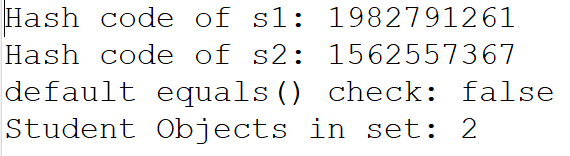 Hash code of s1: 1982791261
Hash code of s2: 1562557367
default equals() check: false
Student Objects in set: 2